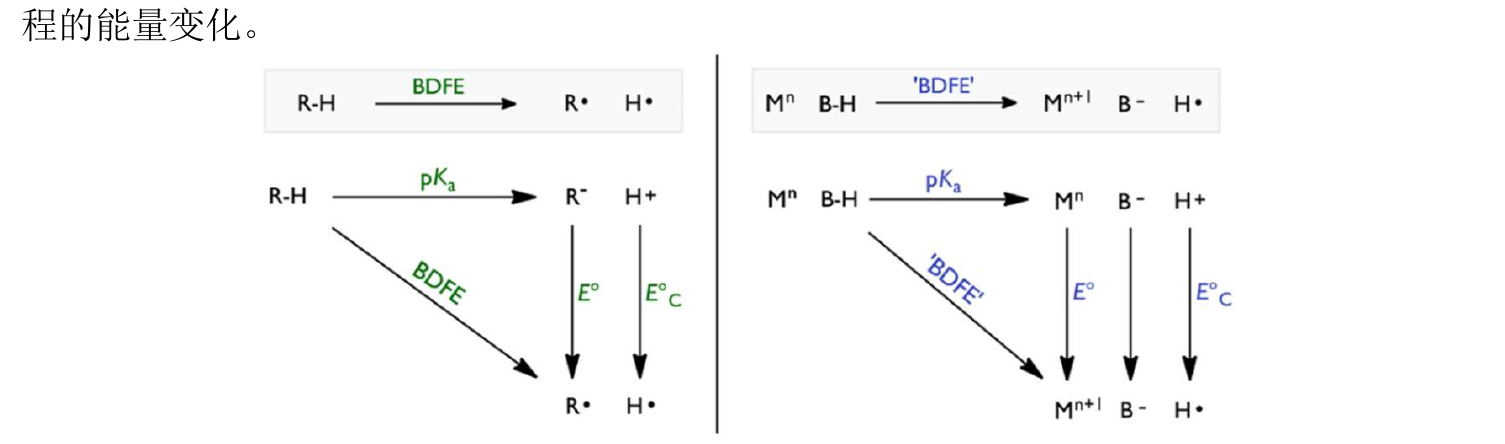 程的能量变化。
R-H BDFE R• H•
R-H pKa R- H+
BDFE E° E°C
R• H•
Mⁿ B-H 'BDFE' Mⁿ⁺¹ B- H•
Mⁿ B-H pKa Mⁿ B- H+
'BDFE' E° E°C
Mⁿ⁺¹ B- H•